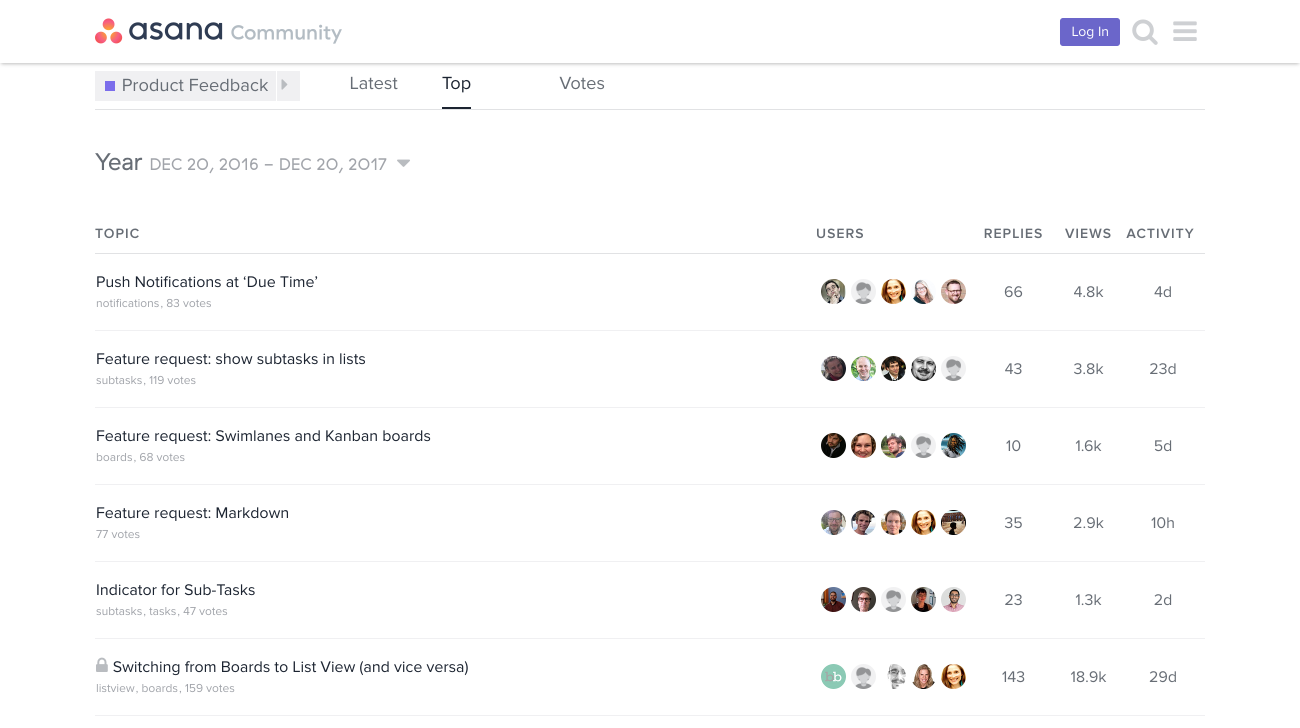 asana Community
Log In
Product Feedback
Latest
Top
Votes
Year DEC 20, 2016 – DEC 20, 2017
TOPIC USERS REPLIES VIEWS ACTIVITY
Push Notifications at ‘Due Time’
notifications, 83 votes
66 4.8k 4d
Feature request: show subtasks in lists
subtasks, 119 votes
43 3.8k 23d
Feature request: Swimlanes and Kanban boards
boards, 68 votes
10 1.6k 5d
Feature request: Markdown
77 votes
35 2.9k 10h
Indicator for Sub-Tasks
subtasks, tasks, 47 votes
23 1.3k 2d
Switching from Boards to List View (and vice versa)
listview, boards, 159 votes
b
143 18.9k 29d